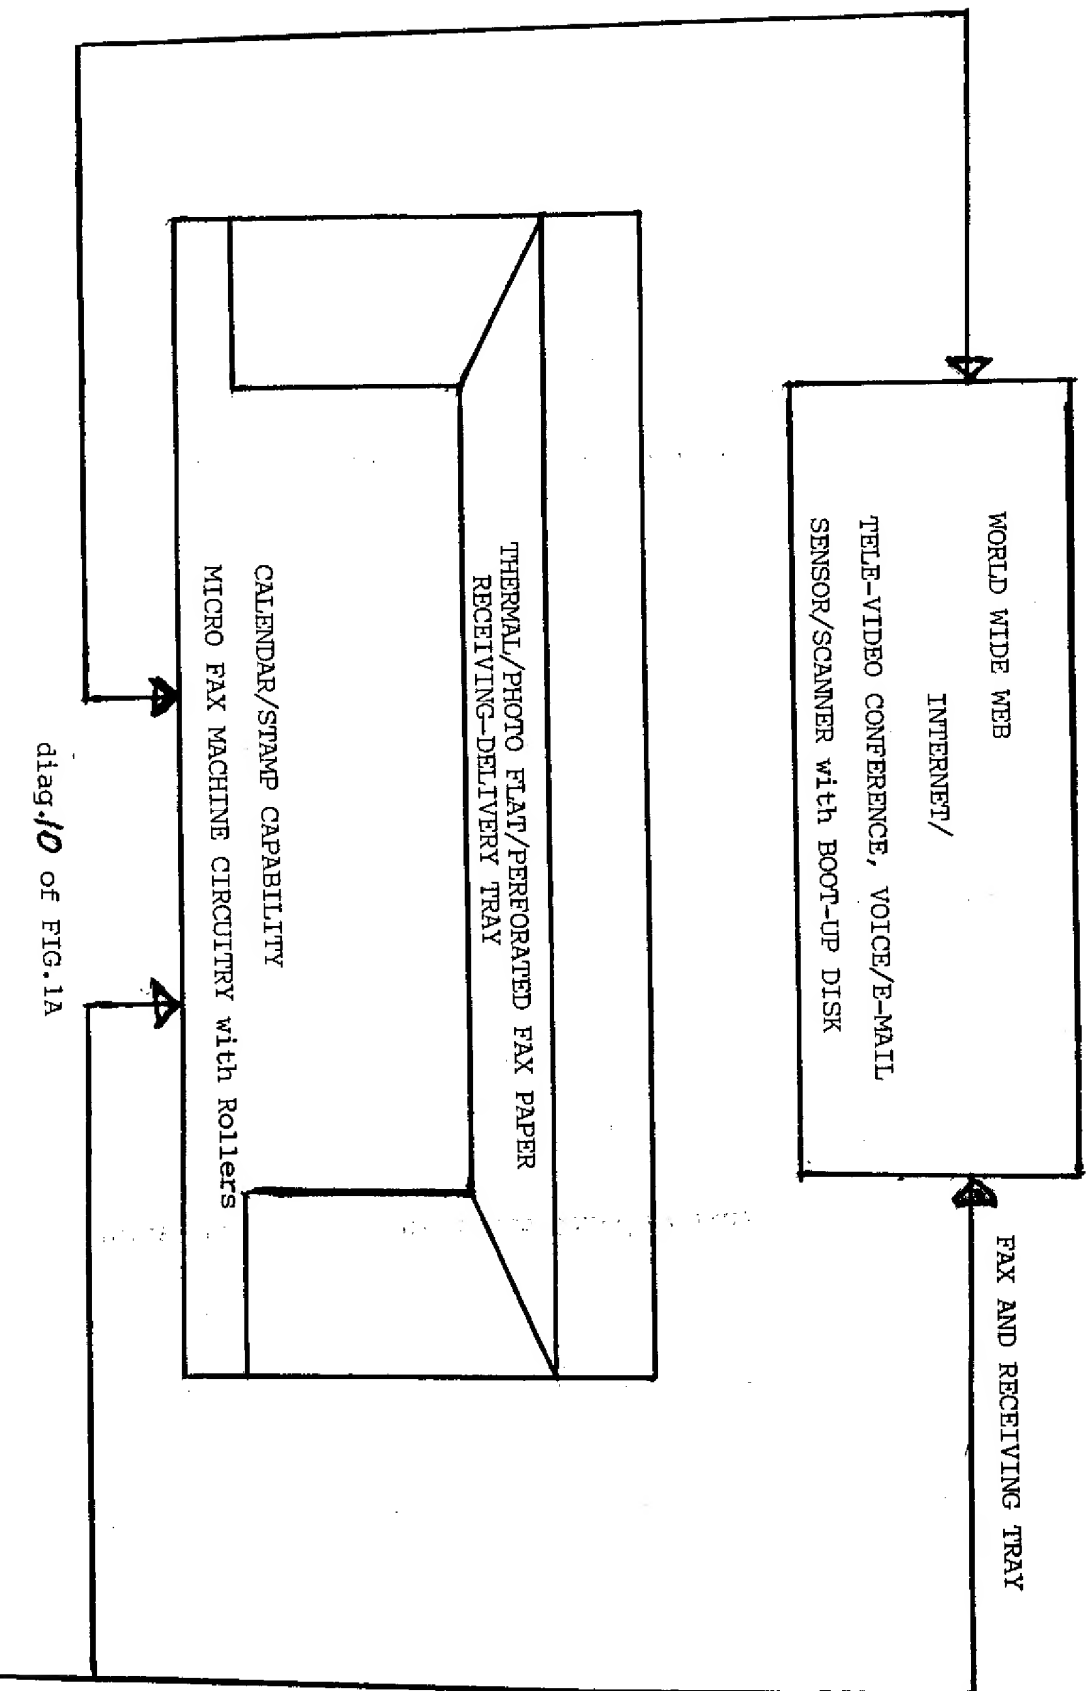 FAX AND RECEIVING TRAY
WORLD WIDE WEB
INTERNET/
TELE-VIDEO CONFERENCE, VOICE/E-MAIL
SENSOR/SCANNER with BOOT-UP DISK
THERMAL/PHOTO FLAT/PERFORATED FAX PAPER
RECEIVING-DELIVERY TRAY
CALENDAR/STAMP CAPABILITY
MICRO FAX MACHINE CIRCUITRY with Rollers
diag.10 of FIG.1A